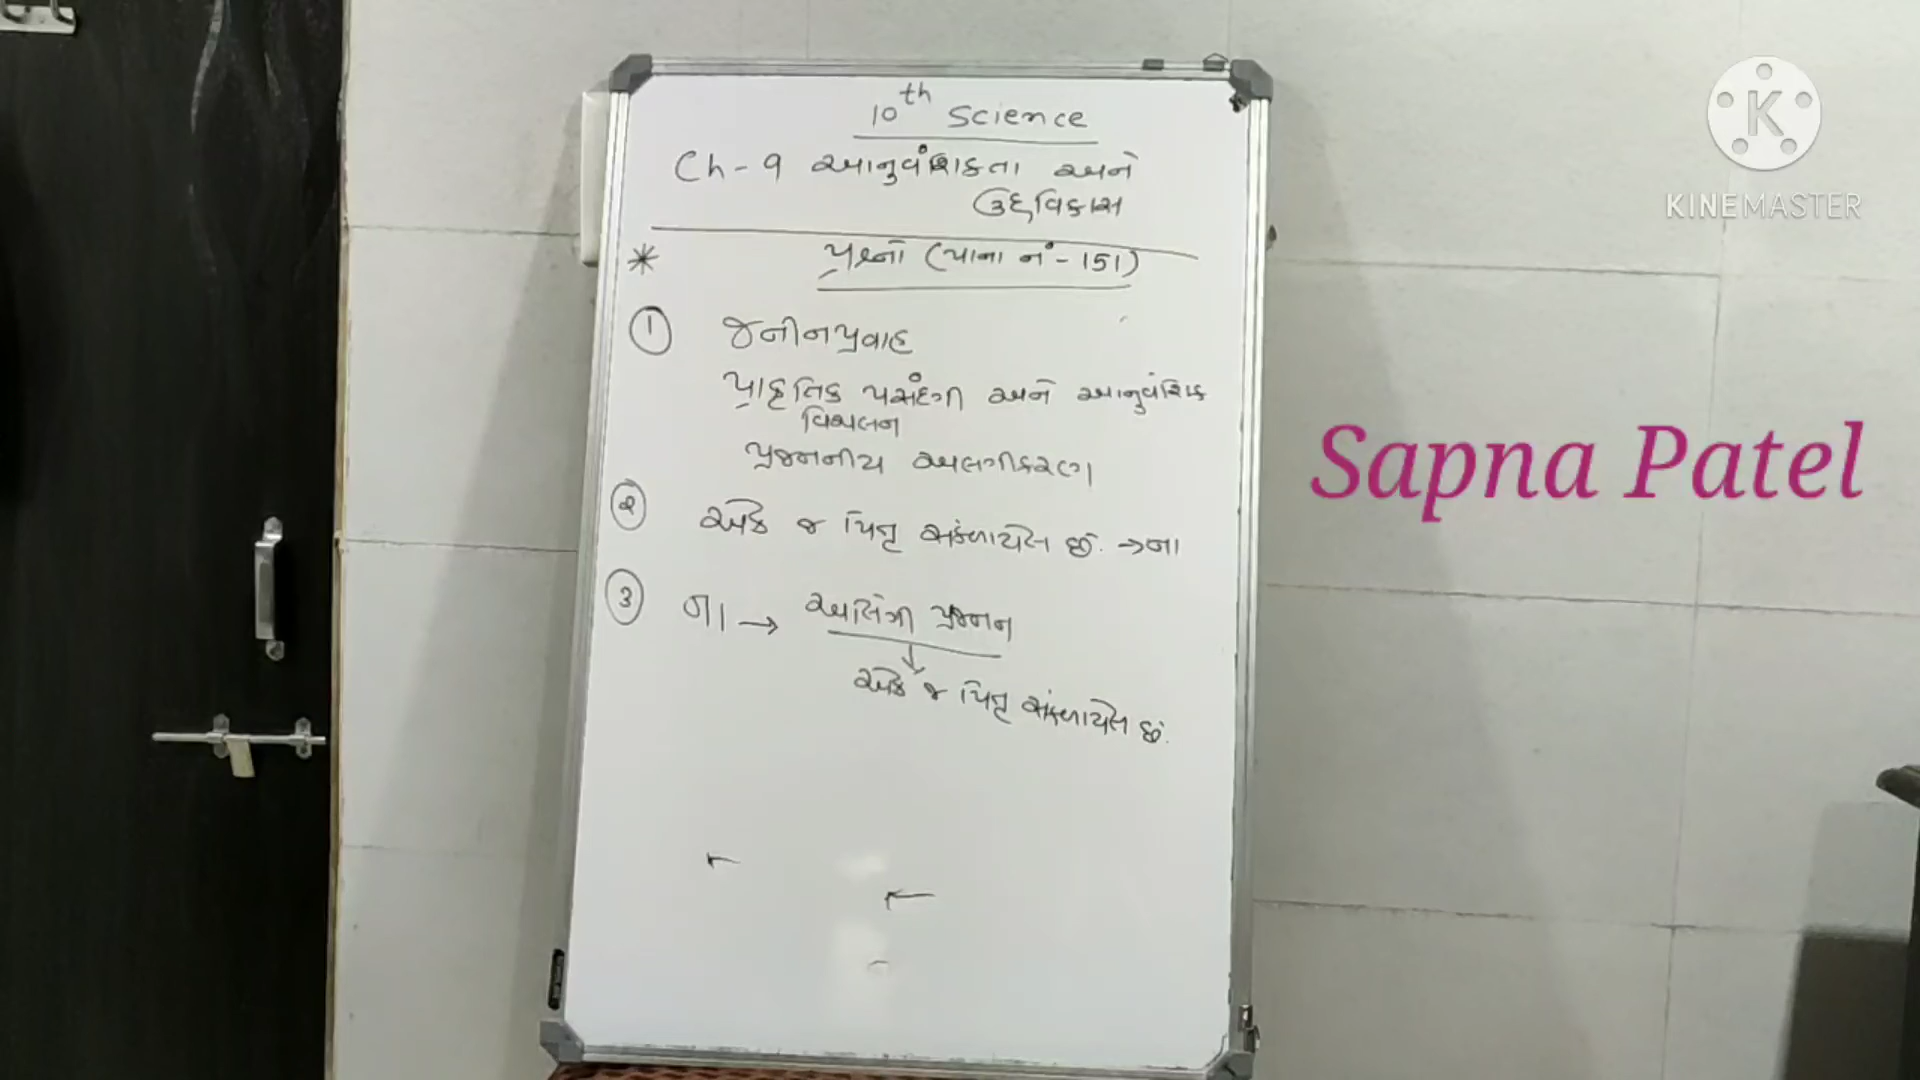 10th Science
Ch-9 આનુવંશિકતા અને
ઉદ્દવિકાસ
* પ્રશ્નો (પાના નં - 151)
① જનીનપ્રવાહ
પ્રાકૃતિક પસંદગી અને આનુવંશિક
વિચલન
પ્રજનનીય અલગીકરણ
② એક જ પિતૃ સંકળાયેલ છે. → ના
③ ના → અલિંગી પ્રજનન
↓
એક જ પિતૃ સંકળાયેલ છે.
Sapna Patel
K
KINEMASTER